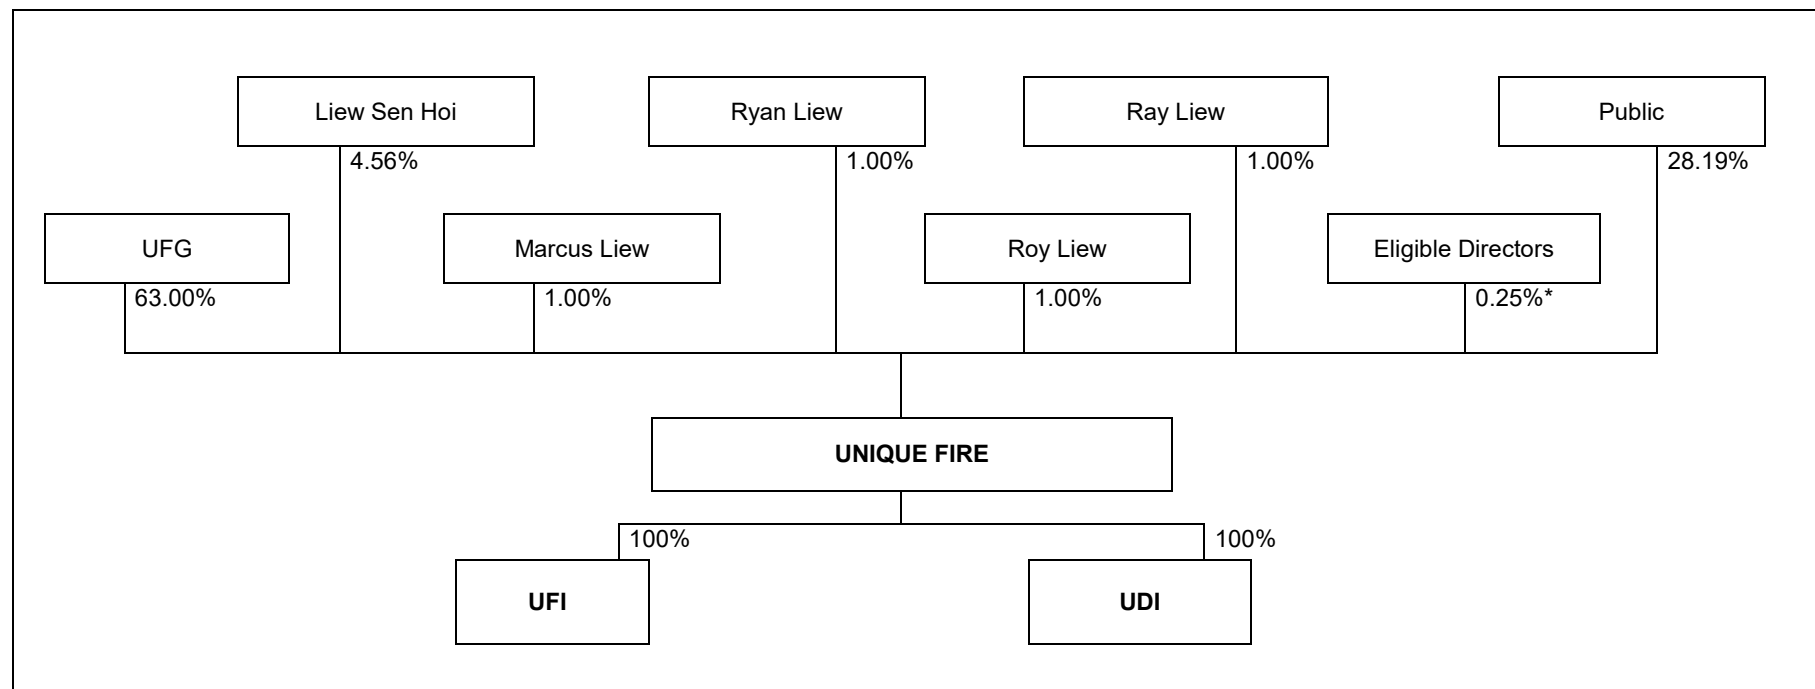 Liew Sen Hoi
Ryan Liew
Ray Liew
Public
4.56%
1.00%
1.00%
28.19%
UFG
Marcus Liew
Roy Liew
Eligible Directors
63.00%
1.00%
1.00%
0.25%*
UNIQUE FIRE
100%
100%
UFI
UDI